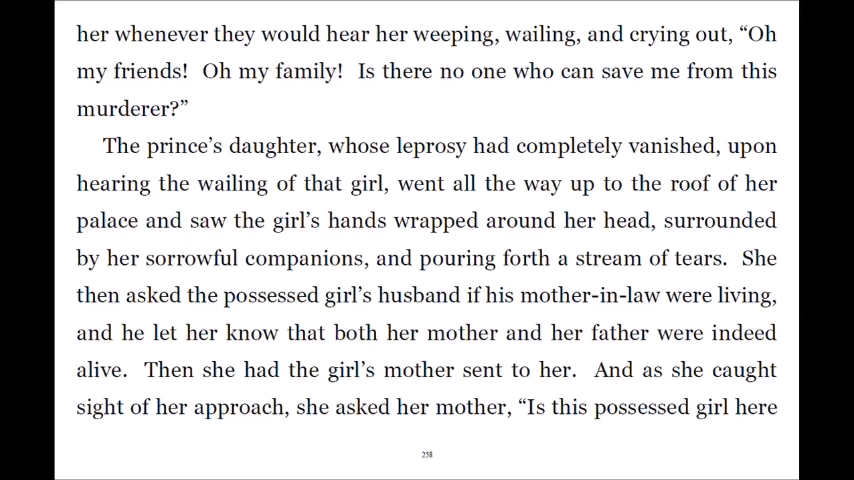 her whenever they would hear her weeping, wailing, and crying out, “Oh
my friends!  Oh my family!  Is there no one who can save me from this
murderer?”
The prince’s daughter, whose leprosy had completely vanished, upon
hearing the wailing of that girl, went all the way up to the roof of her
palace and saw the girl’s hands wrapped around her head, surrounded
by her sorrowful companions, and pouring forth a stream of tears.  She
then asked the possessed girl’s husband if his mother-in-law were living,
and he let her know that both her mother and her father were indeed
alive.  Then she had the girl’s mother sent to her.  And as she caught
sight of her approach, she asked her mother, “Is this possessed girl here
258